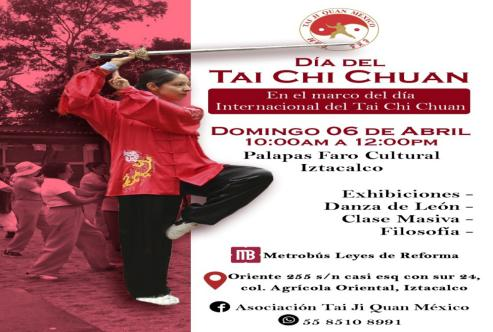 TAI JI QUAN MEXICO
DÍA DEL
TAI CHI CHUAN
En el marco del día
Internacional del Tai Chi Chuan
DOMINGO 06 DE ABRIL
10:00AM A 12:00PM
Palapas Faro Cultural
Iztacalco
Exhibiciones -
Danza de León -
Clase Masiva -
Filosofía -
MB Metrobús Leyes de Reforma
Oriente 255 s/n casi esq con sur 24,
col. Agrícola Oriental, Iztacalco
Asociación Tai Ji Quan México
55 8510 8991